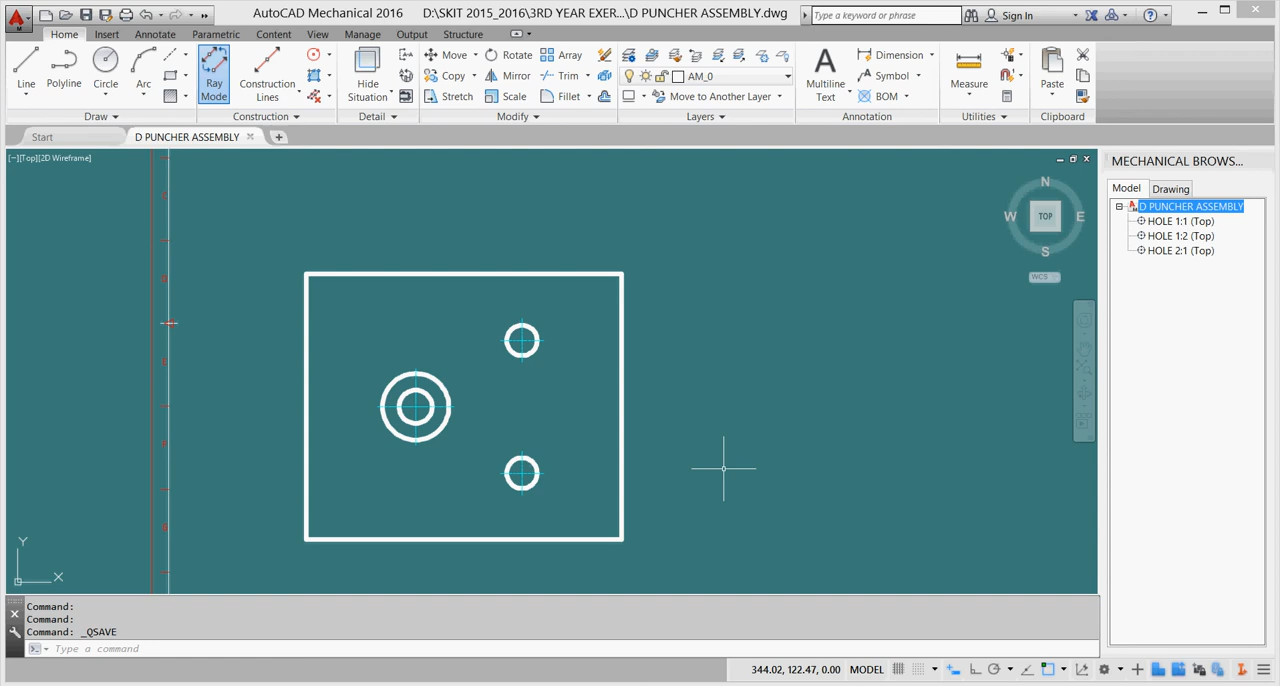 AutoCAD Mechanical 2016 D:\SKIT 2015_2016\3RD YEAR EXER...\D PUNCHER ASSEMBLY.dwg Type a keyword or phrase Sign In
Home Insert Annotate Parametric Content View Manage Output Structure
Line Polyline Circle Arc Ray Mode Construction Lines Hide Situation
Move Rotate Array
Copy Mirror Trim
Stretch Scale Fillet
AM_0
Move to Another Layer
Multiline Text
Dimension
Symbol
BOM
Measure Paste
Draw Construction Detail Modify Layers Annotation Utilities Clipboard
Start D PUNCHER ASSEMBLY
[−][Top][2D Wireframe]
N
W TOP E
S
WCS
Y
X
MECHANICAL BROWS...
Model Drawing
D PUNCHER ASSEMBLY
HOLE 1:1 (Top)
HOLE 1:2 (Top)
HOLE 2:1 (Top)
Command:
Command:
Command: _QSAVE
Type a command
344.02, 122.47, 0.00 MODEL